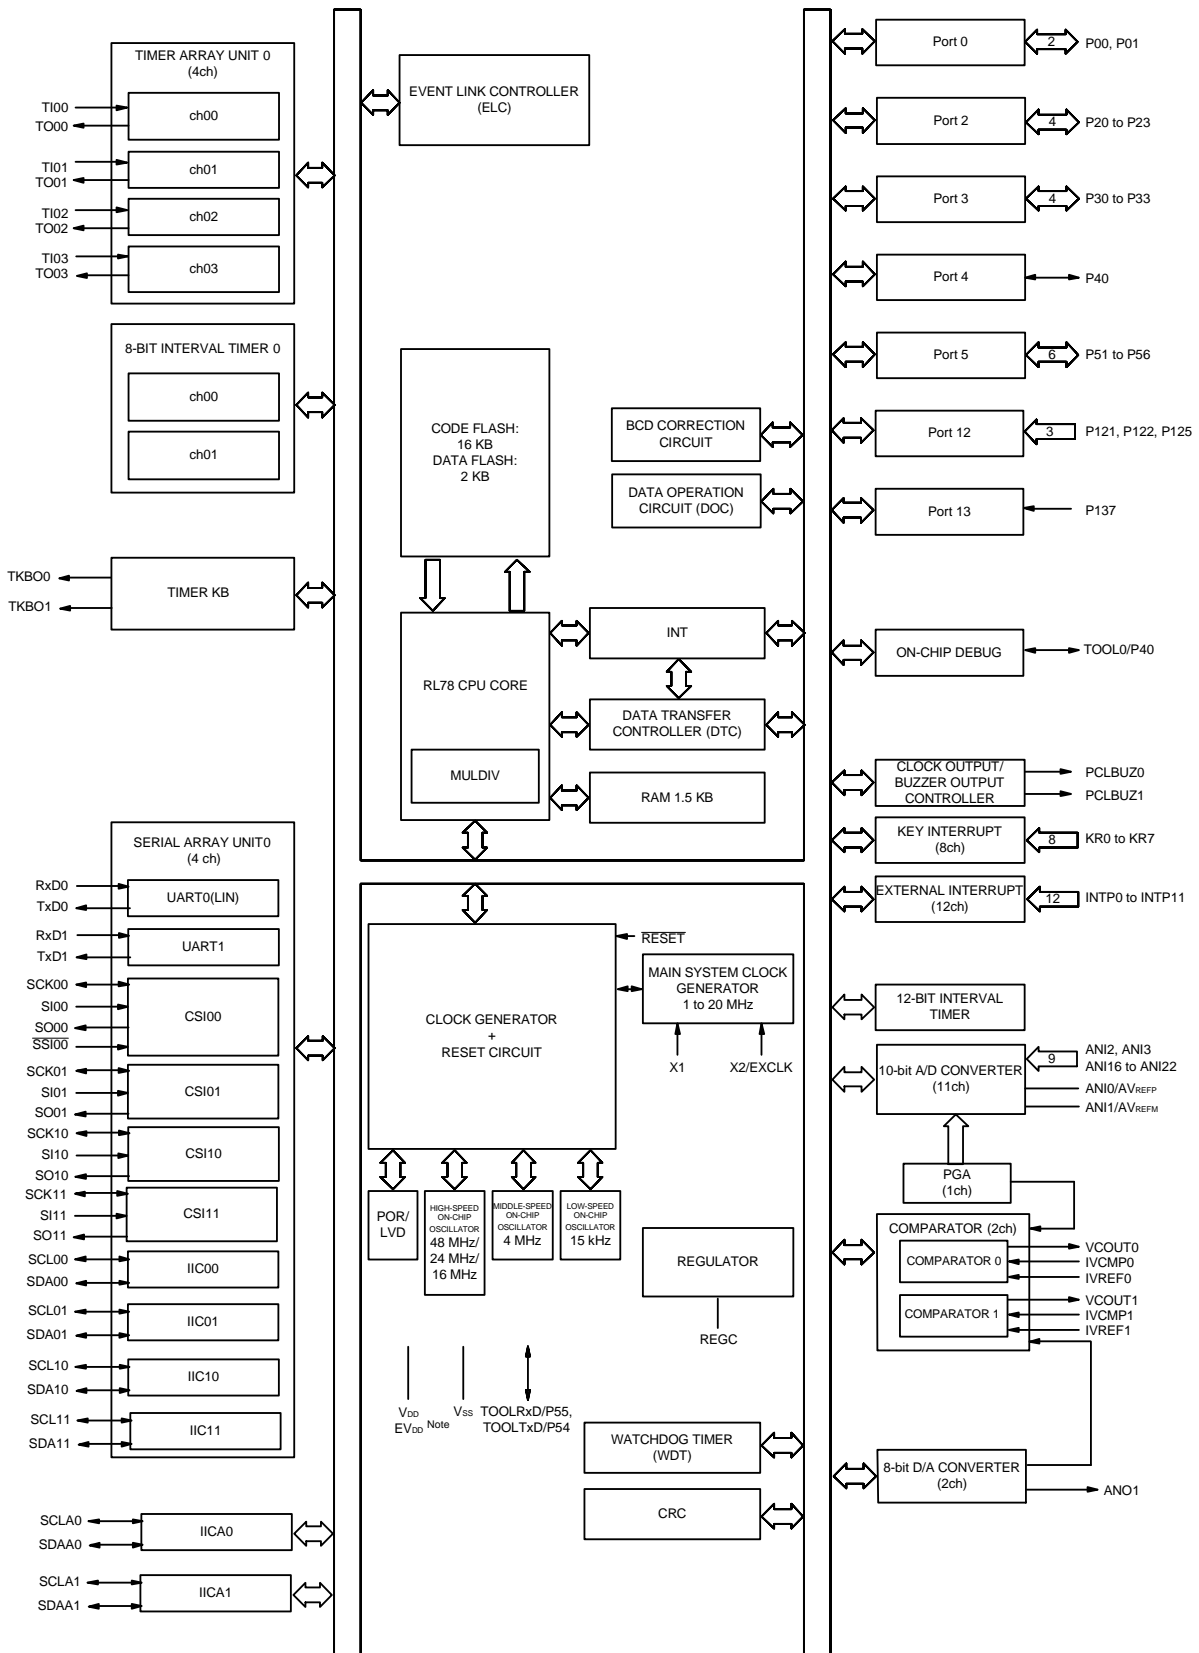 TIMER ARRAY UNIT 0
(4ch)
TI00
TO00
ch00
TI01
TO01
ch01
TI02
TO02
ch02
TI03
TO03
ch03
8-BIT INTERVAL TIMER 0
ch00
ch01
TKBO0
TKBO1
TIMER KB
SERIAL ARRAY UNIT0
(4 ch)
RxD0
TxD0
UART0(LIN)
RxD1
TxD1
UART1
SCK00
SI00
SO00
SSI00
CSI00
SCK01
SI01
SO01
CSI01
SCK10
SI10
SO10
CSI10
SCK11
SI11
SO11
CSI11
SCL00
SDA00
IIC00
SCL01
SDA01
IIC01
SCL10
SDA10
IIC10
SCL11
SDA11
IIC11
SCLA0
SDAA0
IICA0
SCLA1
SDAA1
IICA1
EVENT LINK CONTROLLER
(ELC)
CODE FLASH:
16 KB
DATA FLASH:
2 KB
BCD CORRECTION
CIRCUIT
DATA OPERATION
CIRCUIT (DOC)
RL78 CPU CORE
MULDIV
INT
DATA TRANSFER
CONTROLLER (DTC)
RAM 1.5 KB
CLOCK GENERATOR
+
RESET CIRCUIT
RESET
MAIN SYSTEM CLOCK
GENERATOR
1 to 20 MHz
X1
X2/EXCLK
POR/
LVD
HIGH-SPEED
ON-CHIP
OSCILLATOR
48 MHz/
24 MHz/
16 MHz
MIDDLE-SPEED
ON-CHIP
OSCILLATOR
4 MHz
LOW-SPEED
ON-CHIP
OSCILLATOR
15 kHz
REGULATOR
REGC
VDD
EVDD Note
VSS
TOOLRxD/P55,
TOOLTxD/P54
WATCHDOG TIMER
(WDT)
CRC
Port 0
2
P00, P01
Port 2
4
P20 to P23
Port 3
4
P30 to P33
Port 4
P40
Port 5
6
P51 to P56
Port 12
3
P121, P122, P125
Port 13
P137
ON-CHIP DEBUG
TOOL0/P40
CLOCK OUTPUT/
BUZZER OUTPUT
CONTROLLER
PCLBUZ0
PCLBUZ1
KEY INTERRUPT
(8ch)
8
KR0 to KR7
EXTERNAL INTERRUPT
(12ch)
12
INTP0 to INTP11
12-BIT INTERVAL
TIMER
10-bit A/D CONVERTER
(11ch)
9
ANI2, ANI3
ANI16 to ANI22
ANI0/AVREFP
ANI1/AVREFM
PGA
(1ch)
COMPARATOR (2ch)
COMPARATOR 0
VCOUT0
IVCMP0
IVREF0
COMPARATOR 1
VCOUT1
IVCMP1
IVREF1
8-bit D/A CONVERTER
(2ch)
ANO1